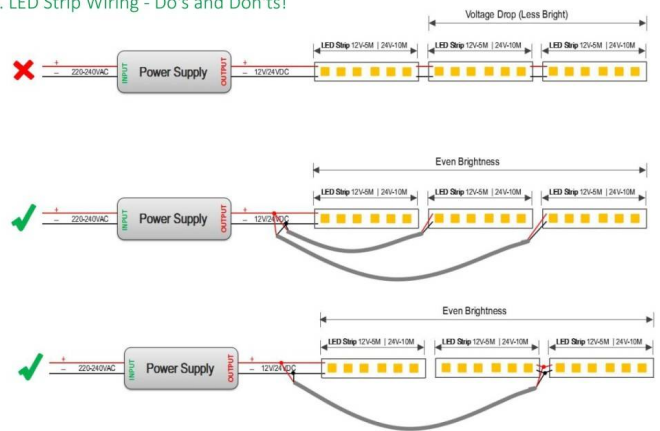 . LED Strip Wiring - Do's and Don'ts!
Voltage Drop (Less Bright)
LED Strip 12V-5M | 24V-10M
LED Strip 12V-5M | 24V-10M
LED Strip 12V-5M | 24V-10M
+
– 220-240VAC
INPUT
Power Supply
OUTPUT
+
– 12V/24VDC
Even Brightness
LED Strip 12V-5M | 24V-10M
LED Strip 12V-5M | 24V-10M
LED Strip 12V-5M | 24V-10M
+
– 220-240VAC
INPUT
Power Supply
OUTPUT
+
– 12V/24VDC
Even Brightness
LED Strip 12V-5M | 24V-10M
LED Strip 12V-5M | 24V-10M
LED Strip 12V-5M | 24V-10M
+
– 220-240VAC
INPUT
Power Supply
OUTPUT
+
– 12V/24VDC